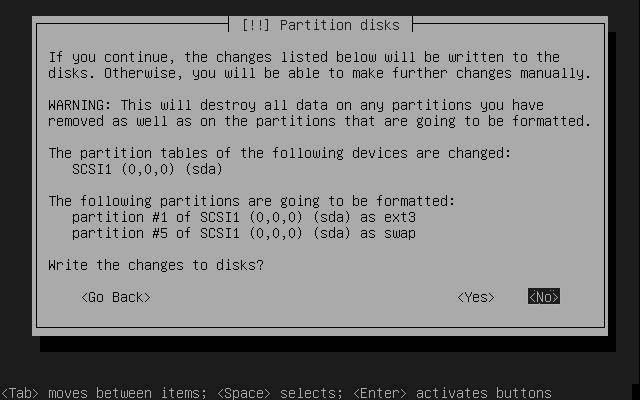 [!!] Partition disks
If you continue, the changes listed below will be written to the
disks. Otherwise, you will be able to make further changes manually.
WARNING: This will destroy all data on any partitions you have
removed as well as on the partitions that are going to be formatted.
The partition tables of the following devices are changed:
SCSI1 (0,0,0) (sda)
The following partitions are going to be formatted:
partition #1 of SCSI1 (0,0,0) (sda) as ext3
partition #5 of SCSI1 (0,0,0) (sda) as swap
Write the changes to disks?
<Go Back> <Yes> <No>
<Tab> moves between items; <Space> selects; <Enter> activates buttons